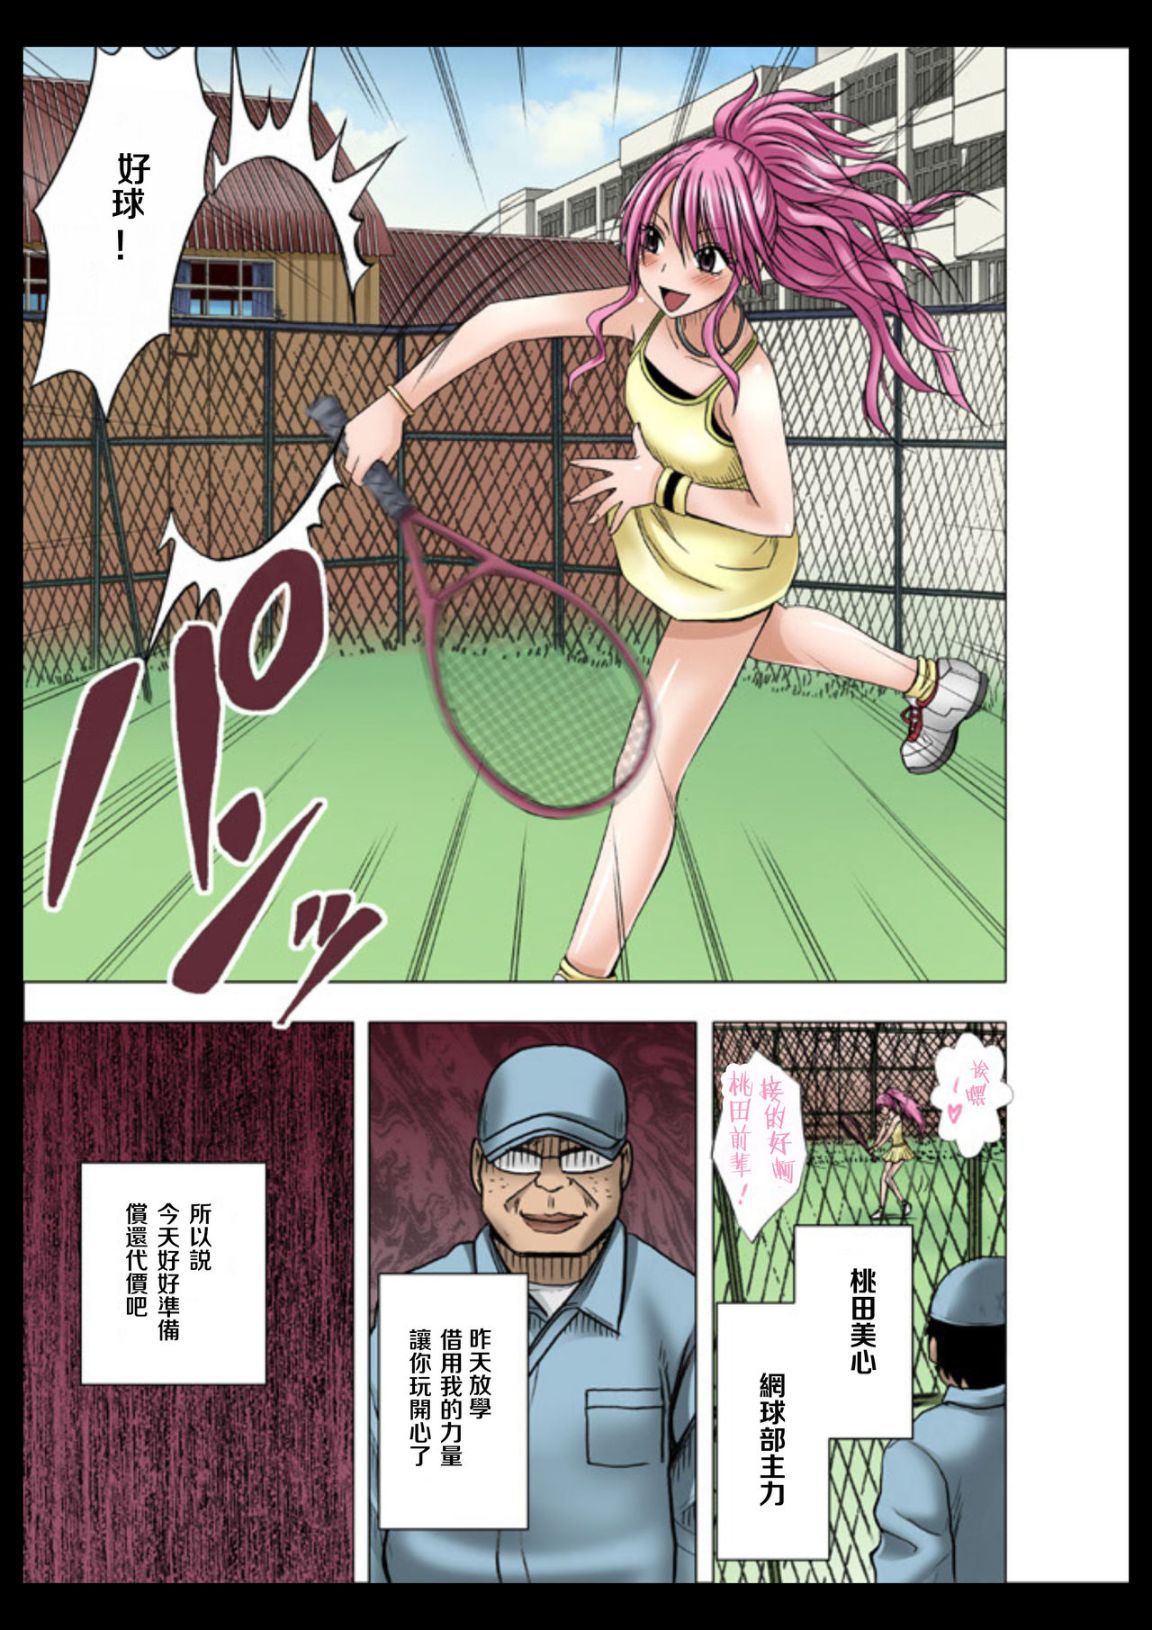 好球！
パンッ
挨嘿！♥
接的好啊
桃田前輩！
桃田美心
網球部主力
昨天放學
借用我的力量
讓你玩開心了
所以説
今天好好準備
償還代價吧